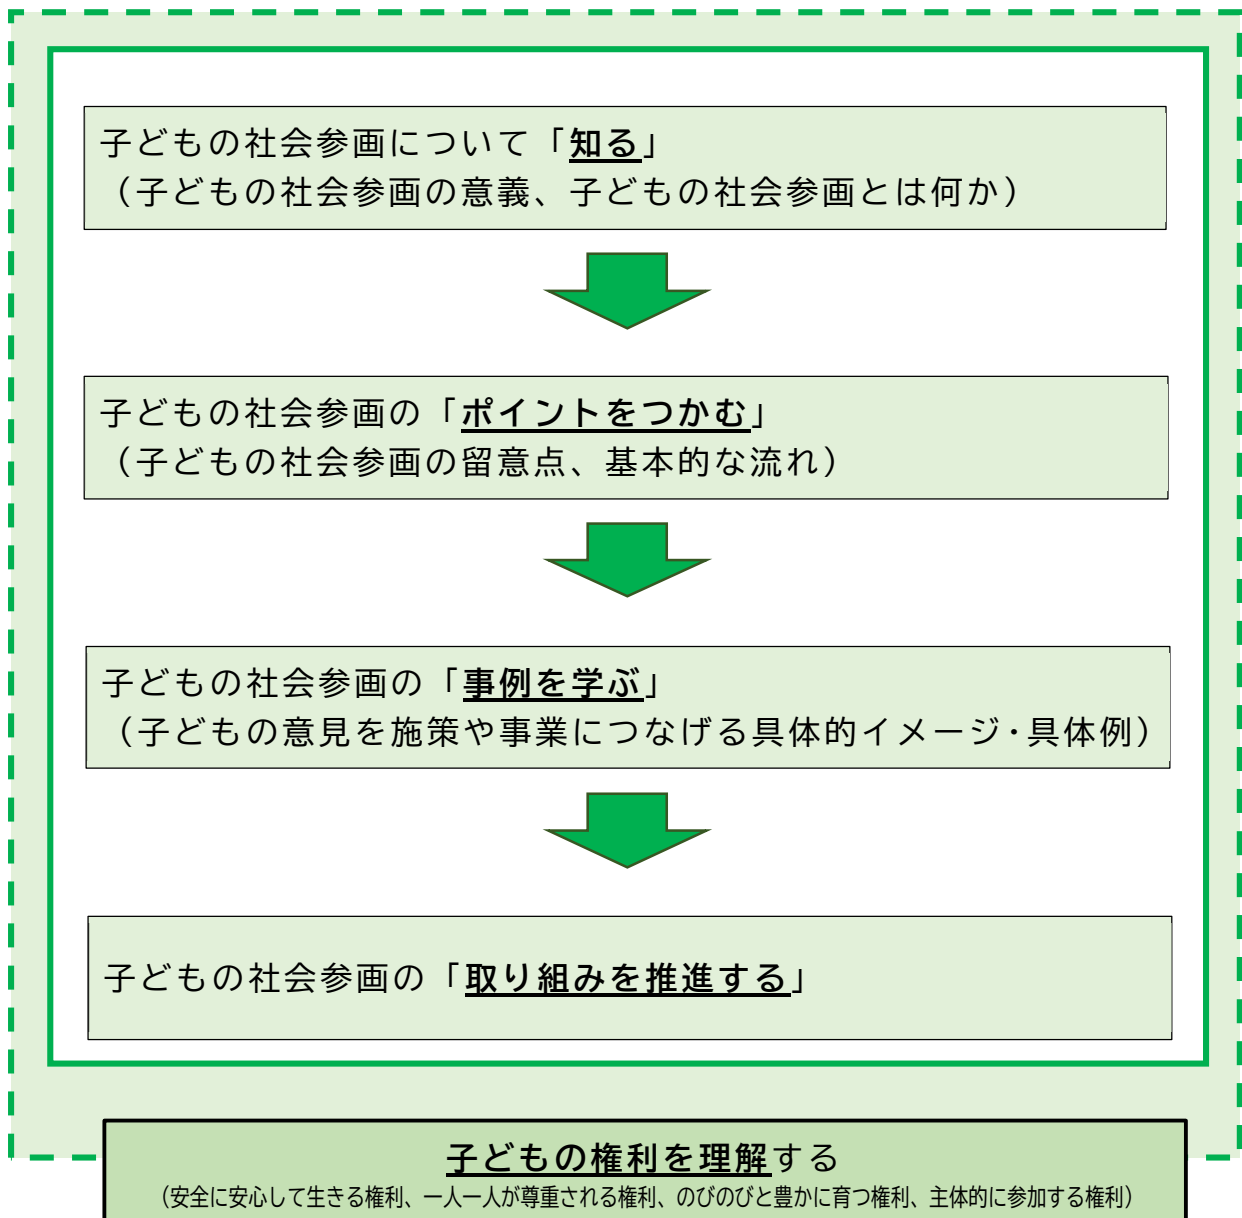 子どもの社会参画について「知る」
（子どもの社会参画の意義、子どもの社会参画とは何か）
子どもの社会参画の「ポイントをつかむ」
（子どもの社会参画の留意点、基本的な流れ）
子どもの社会参画の「事例を学ぶ」
（子どもの意見を施策や事業につなげる具体的イメージ・具体例）
子どもの社会参画の「取り組みを推進する」
子どもの権利を理解する
（安全に安心して生きる権利、一人一人が尊重される権利、のびのびと豊かに育つ権利、主体的に参加する権利）